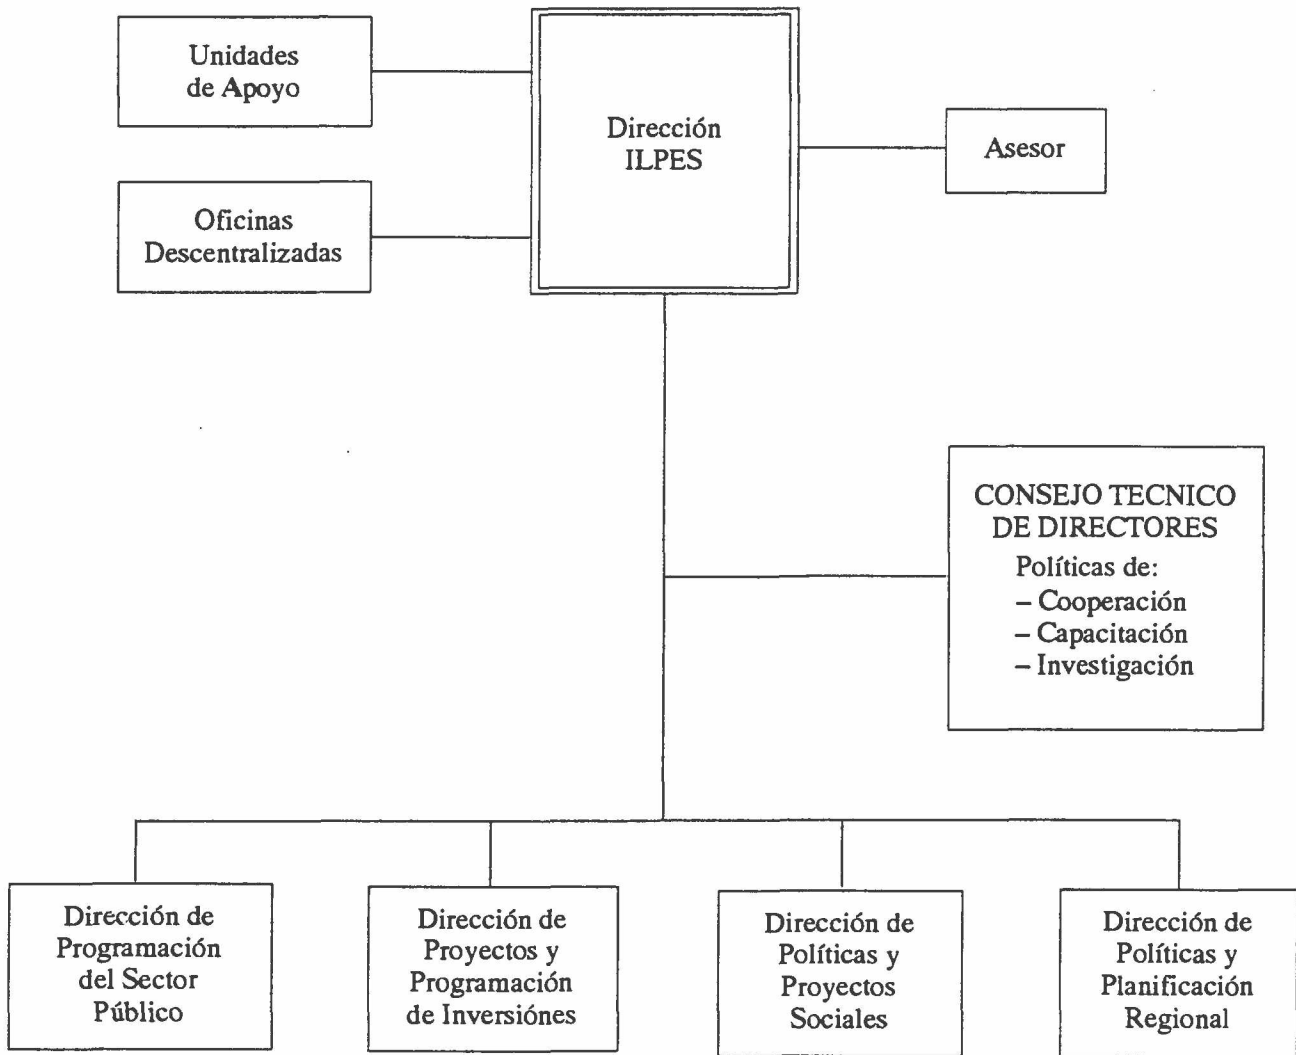 Unidades
de Apoyo
Dirección
ILPES
Asesor
Oficinas
Descentralizadas
CONSEJO TECNICO
DE DIRECTORES
Políticas de:
– Cooperación
– Capacitación
– Investigación
Dirección de
Programación
del Sector
Público
Dirección de
Proyectos y
Programación
de Inversiónes
Dirección de
Políticas y
Proyectos
Sociales
Dirección de
Políticas y
Planificación
Regional